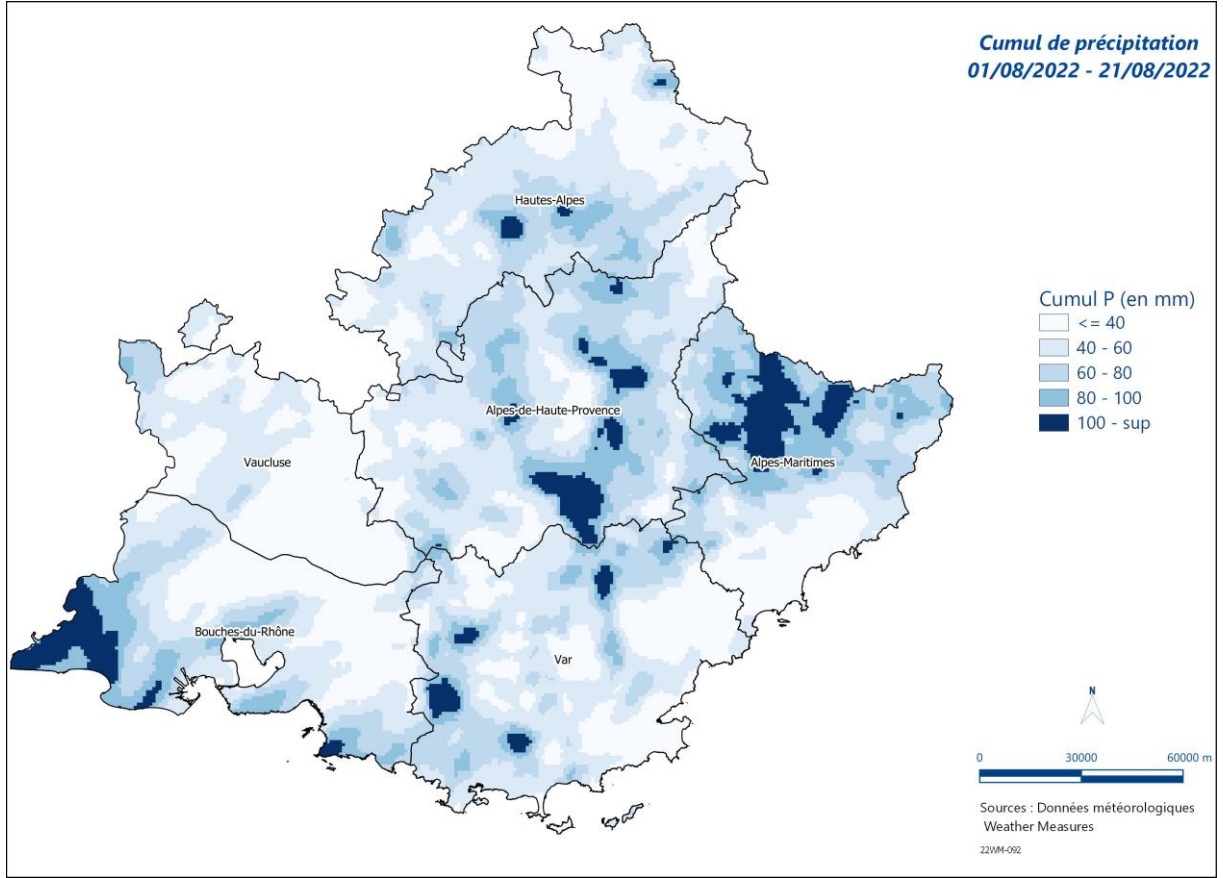 Cumul de précipitation
01/08/2022 - 21/08/2022
Hautes-Alpes
Cumul P (en mm)
<= 40
40 - 60
60 - 80
80 - 100
100 - sup
Alpes-de-Haute-Provence
Vaucluse
Alpes-Maritimes
Bouches-du-Rhône
Var
N
0 30000 60000 m
Sources : Données météorologiques
Weather Measures
22WM-092